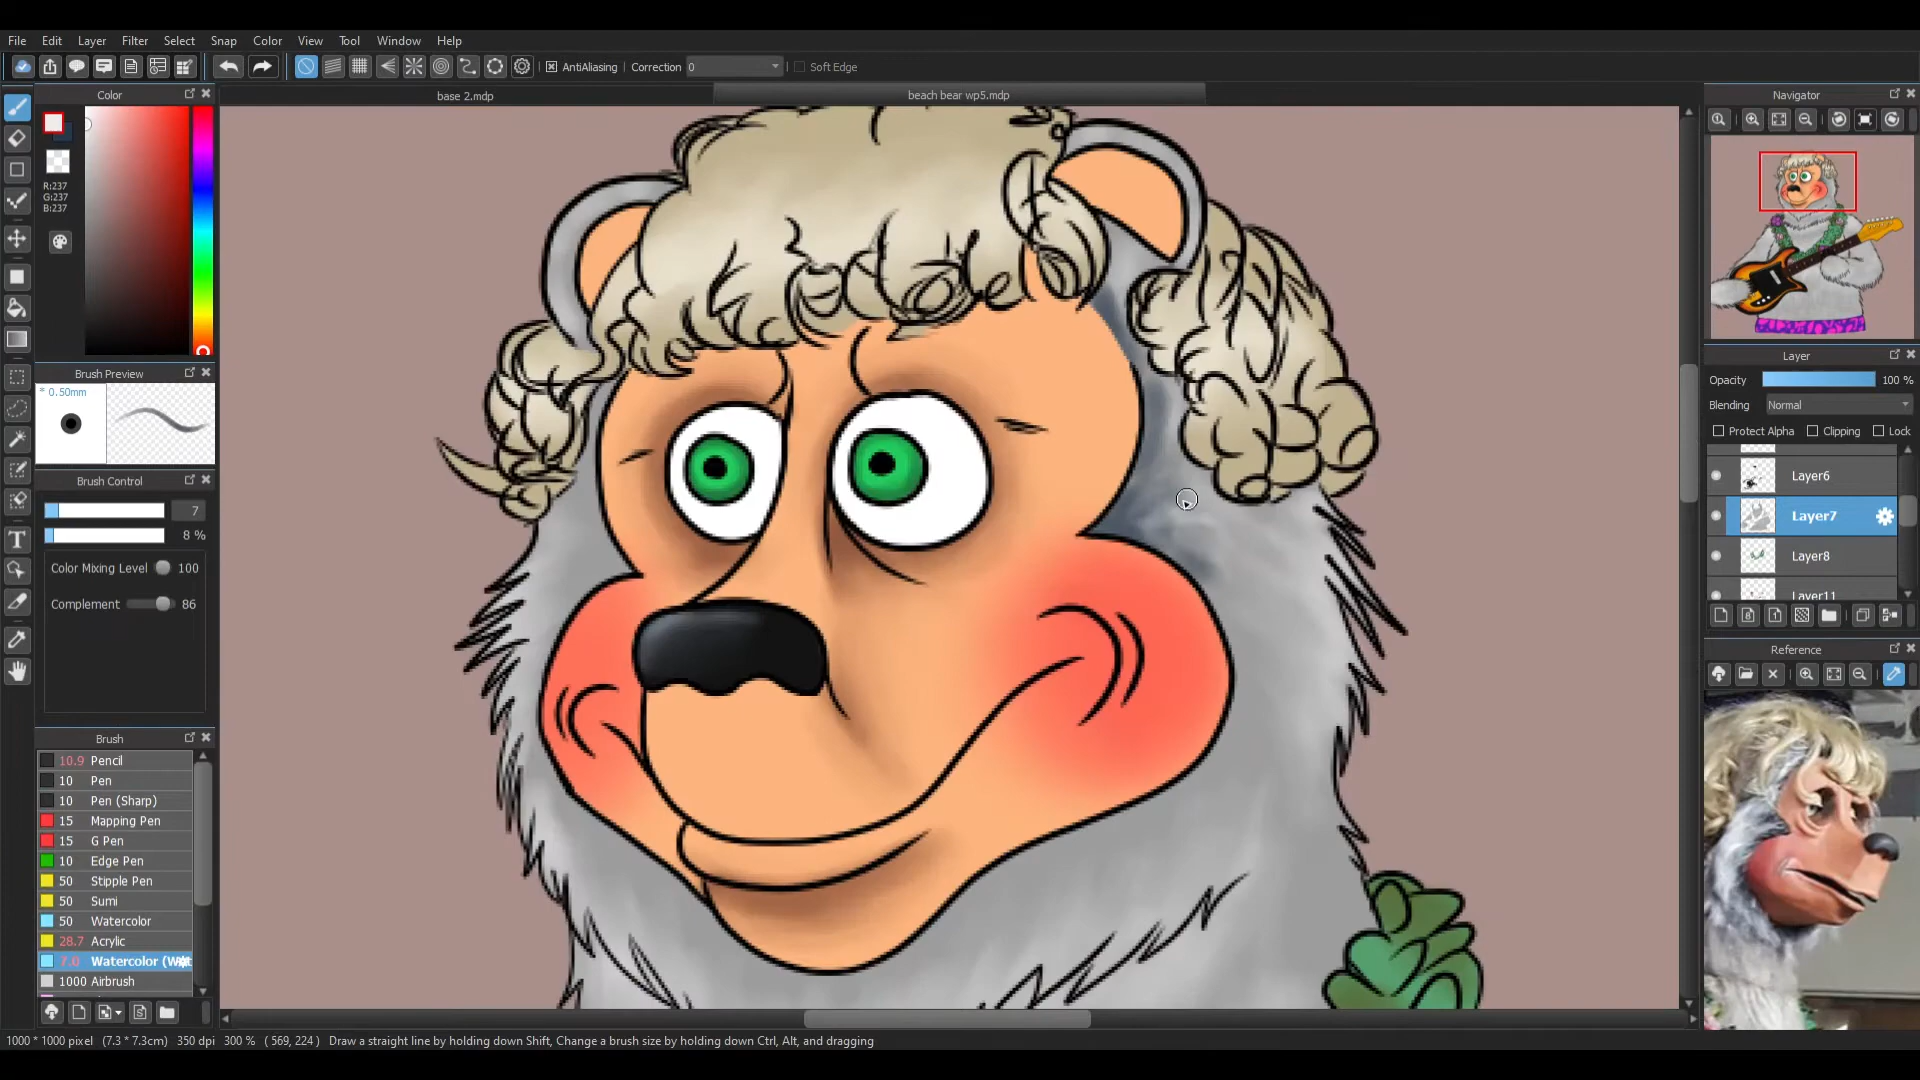 File Edit Layer Filter Select Snap Color View Tool Window Help
AntiAliasing Correction 0 Soft Edge
Color
base 2.mdp
beach bear wp5.mdp
Navigator
R:237
G:237
B:237
Brush Preview
* 0.50mm
Brush Control
7
8 %
Color Mixing Level 100
Complement 86
Brush
10.9 Pencil
10 Pen
10 Pen (Sharp)
15 Mapping Pen
15 G Pen
10 Edge Pen
50 Stipple Pen
50 Sumi
50 Watercolor
28.7 Acrylic
7.0 Watercolor (W
1000 Airbrush
Layer
Opacity 100 %
Blending Normal
Protect Alpha Clipping Lock
Layer6
Layer7
Layer8
Layer11
Reference
1000 * 1000 pixel (7.3 * 7.3cm) 350 dpi 300 % ( 569, 224 ) Draw a straight line by holding down Shift, Change a brush size by holding down Ctrl, Alt, and dragging